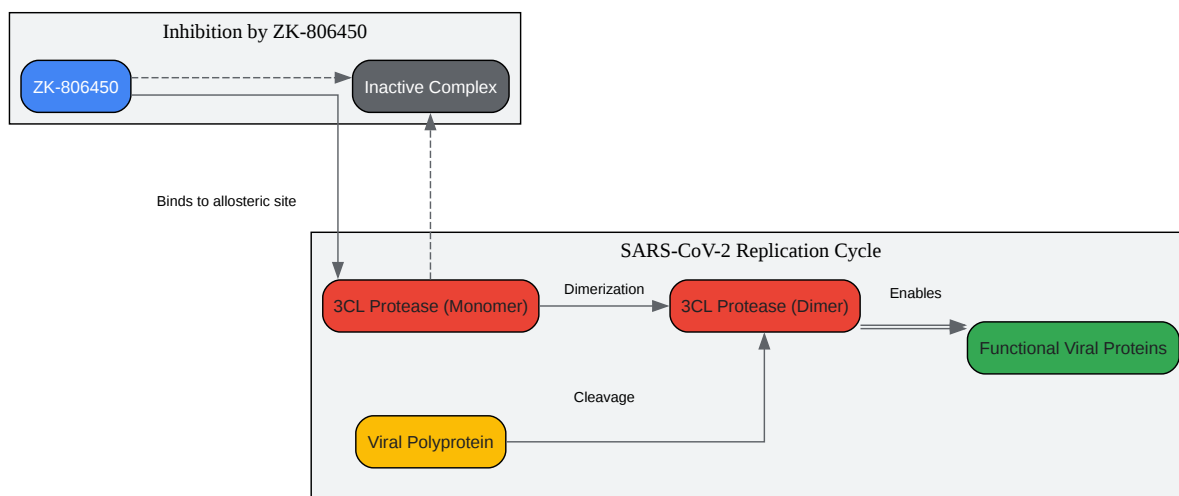 Inhibition by ZK-806450
ZK-806450
Inactive Complex
Binds to allosteric site
SARS-CoV-2 Replication Cycle
3CL Protease (Monomer)
Dimerization
3CL Protease (Dimer)
Enables
Functional Viral Proteins
Cleavage
Viral Polyprotein